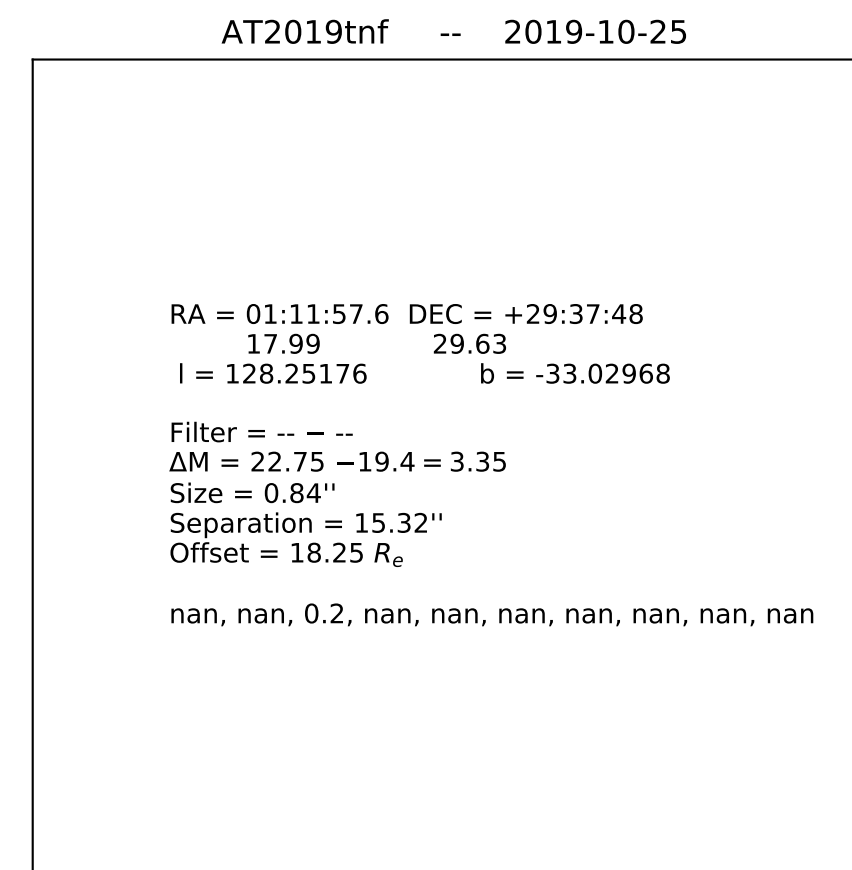 AT2019tnf -- 2019-10-25
RA = 01:11:57.6 DEC = +29:37:48
17.99 29.63
l = 128.25176 b = -33.02968
Filter = -- − --
ΔM = 22.75 −19.4 = 3.35
Size = 0.84''
Separation = 15.32''
Offset = 18.25 Re
nan, nan, 0.2, nan, nan, nan, nan, nan, nan, nan